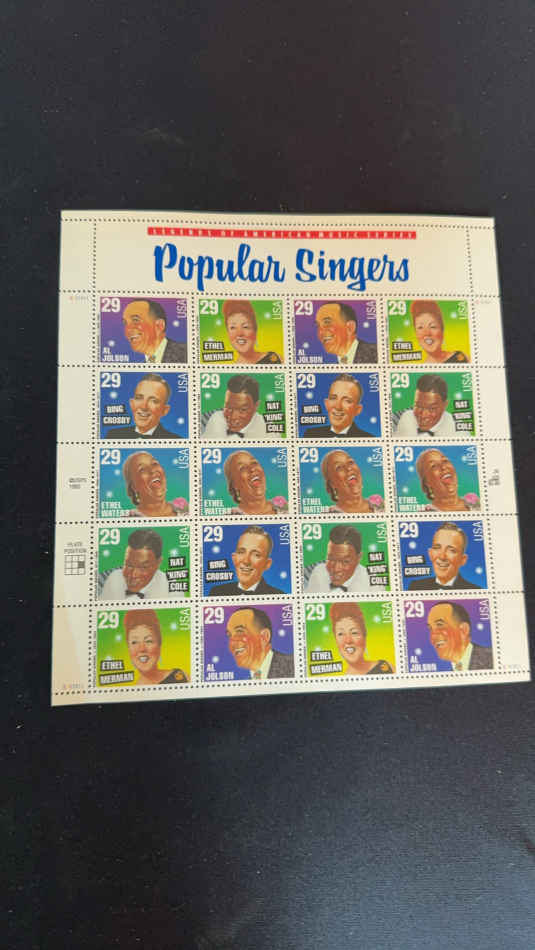 LEGENDS OF AMERICAN MUSIC SERIES
Popular Singers
29 USA AL JOLSON
29 USA ETHEL MERMAN
29 USA AL JOLSON
29 USA ETHEL MERMAN
29 USA BING CROSBY
29 USA NAT "KING" COLE
29 USA BING CROSBY
29 USA NAT "KING" COLE
29 USA ETHEL WATERS
29 USA ETHEL WATERS
29 USA ETHEL WATERS
29 USA ETHEL WATERS
29 USA NAT "KING" COLE
29 USA BING CROSBY
29 USA NAT "KING" COLE
29 USA BING CROSBY
29 USA ETHEL MERMAN
29 USA AL JOLSON
29 USA ETHEL MERMAN
29 USA AL JOLSON
PLATE
POSITION